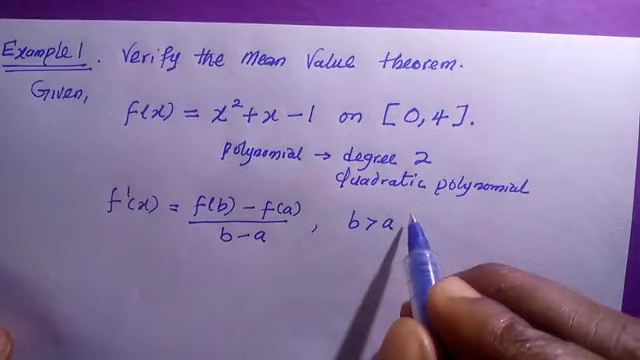 Example 1. Verify the mean value theorem.
Given,
f(x) = x² + x - 1 on [0, 4].
polynomial → degree 2
quadratic polynomial
f'(x) = f(b) - f(a) / b - a , b > a